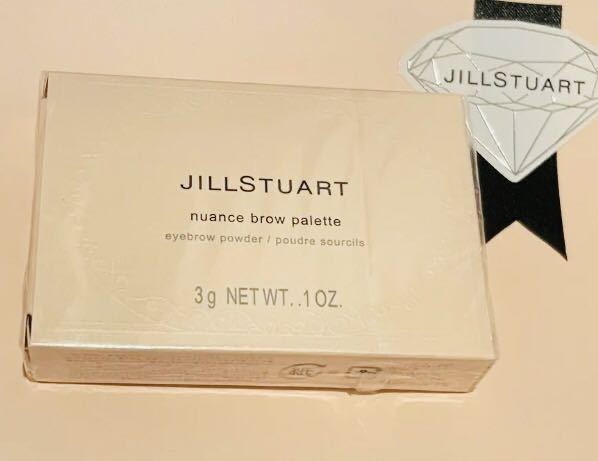 JILLSTUART
JILLSTUART
nuance brow palette
eyebrow powder / poudre sourcils
3g NET WT. .1 OZ.